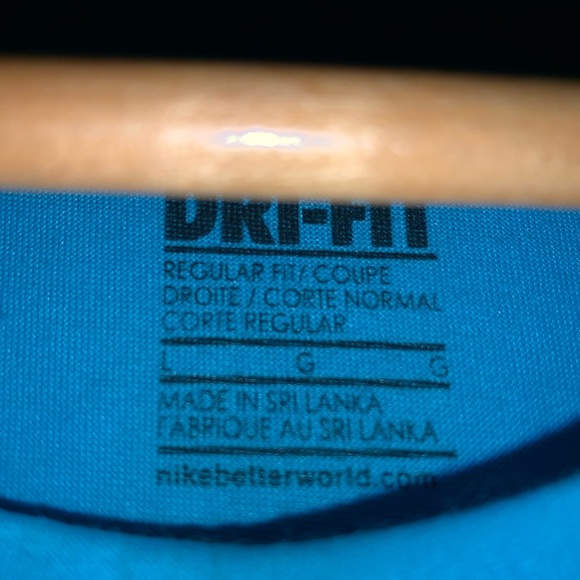 DRI-FIT
REGULAR FIT/ COUPE
DROITE / CORTE NORMAL
CORTE REGULAR
L G G
MADE IN SRI LANKA
FABRIQUE AU SRI LANKA
nikebetterworld.com